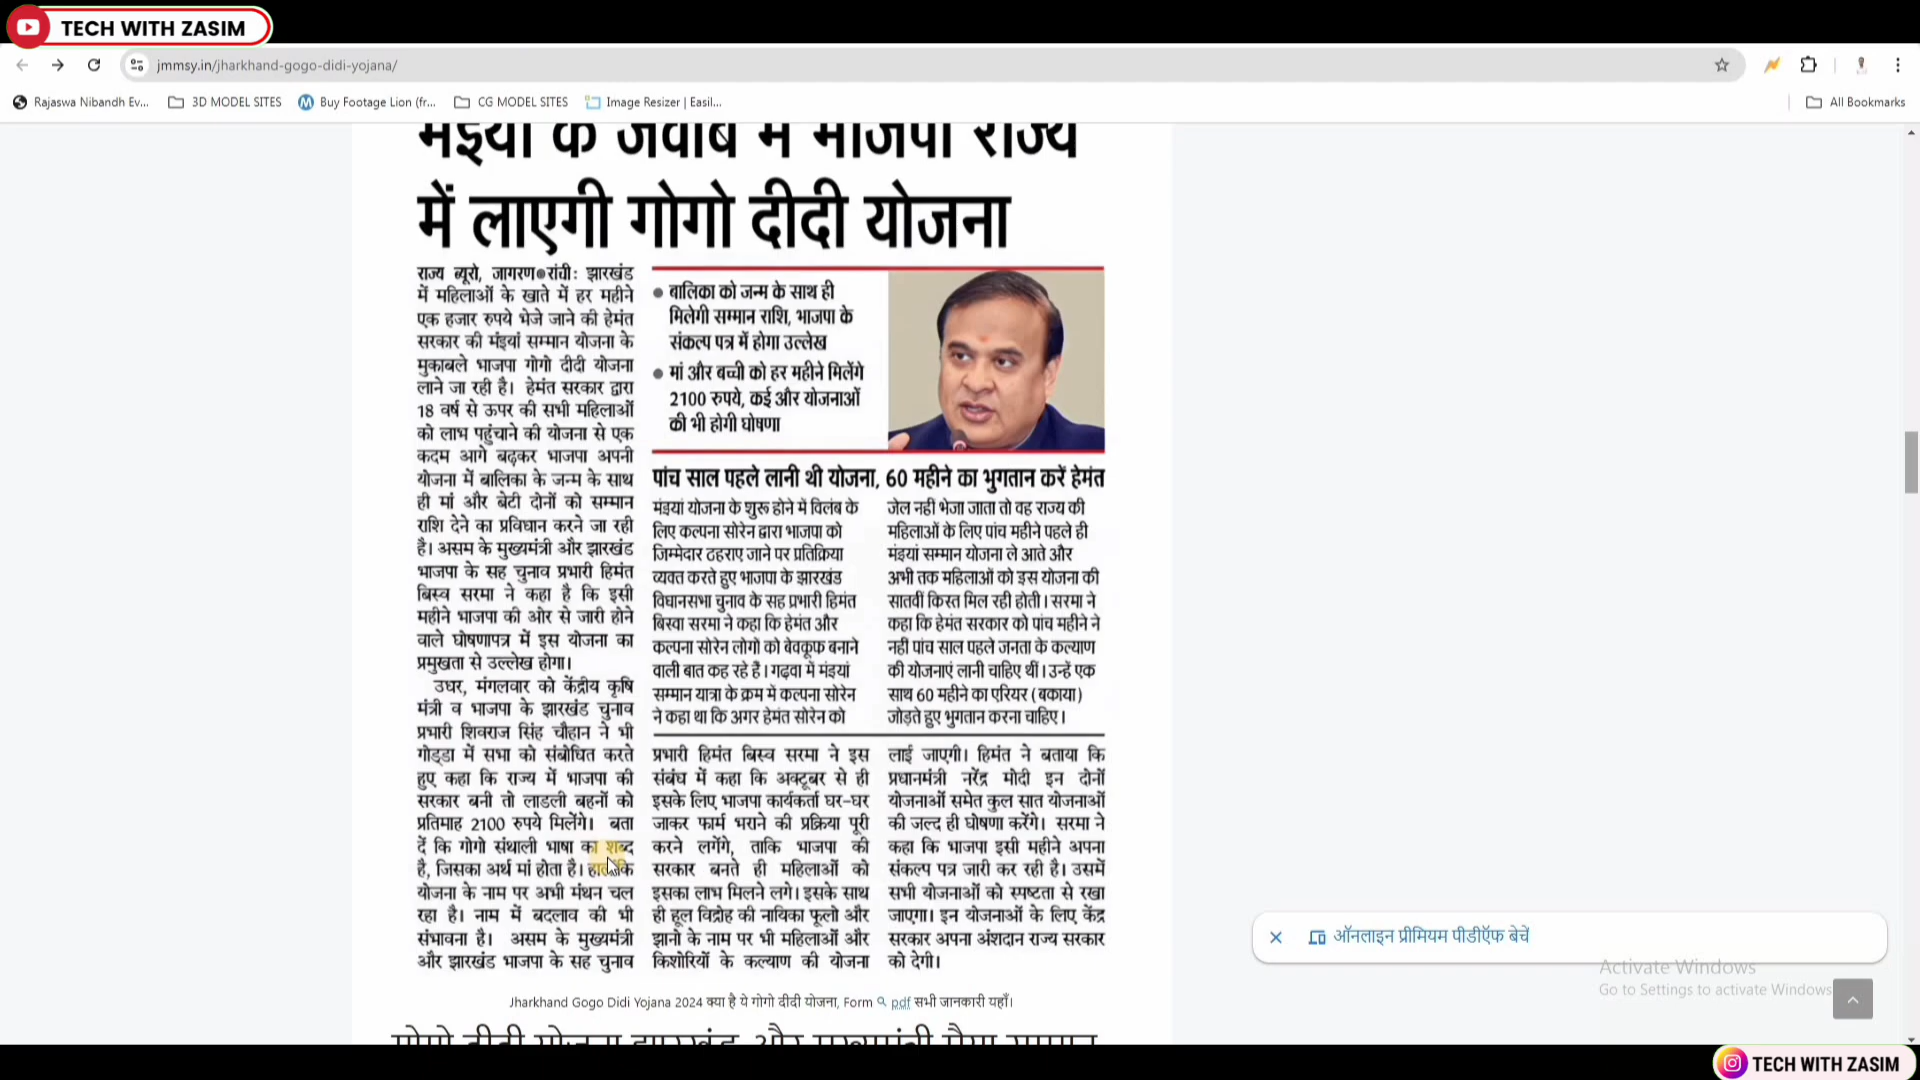 TECH WITH ZASIM
jmmsy.in/jharkhand-gogo-didi-yojana/
Rajaswa Nibandh Ev...
3D MODEL SITES
Buy Footage Lion (fr...
CG MODEL SITES
Image Resizer | Easil...
All Bookmarks
मंइयां के जवाब में भाजपा राज्य
में लाएगी गोगो दीदी योजना
राज्य ब्यूरो, जागरण●रांची: झारखंड
में महिलाओं के खाते में हर महीने
एक हजार रुपये भेजे जाने की हेमंत
सरकार की मंइयां सम्मान योजना के
मुकाबले भाजपा गोगो दीदी योजना
लाने जा रही है। हेमंत सरकार द्वारा
18 वर्ष से ऊपर की सभी महिलाओं
को लाभ पहुंचाने की योजना से एक
कदम आगे बढ़कर भाजपा अपनी
योजना में बालिका के जन्म के साथ
ही मां और बेटी दोनों को सम्मान
राशि देने का प्रविधान करने जा रही
है। असम के मुख्यमंत्री और झारखंड
भाजपा के सह चुनाव प्रभारी हिमंत
बिस्व सरमा ने कहा है कि इसी
महीने भाजपा की ओर से जारी होने
वाले घोषणापत्र में इस योजना का
प्रमुखता से उल्लेख होगा।
उधर, मंगलवार को केंद्रीय कृषि
मंत्री व भाजपा के झारखंड चुनाव
प्रभारी शिवराज सिंह चौहान ने भी
गोड्डा में सभा को संबोधित करते
हुए कहा कि राज्य में भाजपा की
सरकार बनी तो लाडली बहनों को
प्रतिमाह 2100 रुपये मिलेंगे। बता
दें कि गोगो संथाली भाषा का शब्द
है, जिसका अर्थ मां होता है। हालांकि
योजना के नाम पर अभी मंथन चल
रहा है। नाम में बदलाव की भी
संभावना है। असम के मुख्यमंत्री
और झारखंड भाजपा के सह चुनाव
● बालिका को जन्म के साथ ही
मिलेगी सम्मान राशि, भाजपा के
संकल्प पत्र में होगा उल्लेख
● मां और बच्ची को हर महीने मिलेंगे
2100 रुपये, कई और योजनाओं
की भी होगी घोषणा
पांच साल पहले लानी थी योजना, 60 महीने का भुगतान करें हेमंत
मंइयां योजना के शुरू होने में विलंब के
लिए कल्पना सोरेन द्वारा भाजपा को
जिम्मेदार ठहराए जाने पर प्रतिक्रिया
व्यक्त करते हुए भाजपा के झारखंड
विधानसभा चुनाव के सह प्रभारी हिमंत
बिस्वा सरमा ने कहा कि हेमंत और
कल्पना सोरेन लोगों को बेवकूफ बनाने
वाली बात कह रहे हैं। गढ़वा में मंइयां
सम्मान यात्रा के क्रम में कल्पना सोरेन
ने कहा था कि अगर हेमंत सोरेन को
जेल नहीं भेजा जाता तो वह राज्य की
महिलाओं के लिए पांच महीने पहले ही
मंइयां सम्मान योजना ले आते और
अभी तक महिलाओं को इस योजना की
सातवीं किस्त मिल रही होती। सरमा ने
कहा कि हेमंत सरकार को पांच महीने ने
नहीं पांच साल पहले जनता के कल्याण
की योजनाएं लानी चाहिए थीं। उन्हें एक
साथ 60 महीने का एरियर (बकाया)
जोड़ते हुए भुगतान करना चाहिए।
प्रभारी हिमंत बिस्व सरमा ने इस
संबंध में कहा कि अक्टूबर से ही
इसके लिए भाजपा कार्यकर्ता घर-घर
जाकर फार्म भराने की प्रक्रिया पूरी
करने लगेंगे, ताकि भाजपा की
सरकार बनते ही महिलाओं को
इसका लाभ मिलने लगे। इसके साथ
ही हूल विद्रोह की नायिका फूलो और
झानो के नाम पर भी महिलाओं और
किशोरियों के कल्याण की योजना
लाई जाएगी। हिमंत ने बताया कि
प्रधानमंत्री नरेंद्र मोदी इन दोनों
योजनाओं समेत कुल सात योजनाओं
की जल्द ही घोषणा करेंगे। सरमा ने
कहा कि भाजपा इसी महीने अपना
संकल्प पत्र जारी कर रही है। उसमें
सभी योजनाओं को स्पष्टता से रखा
जाएगा। इन योजनाओं के लिए केंद्र
सरकार अपना अंशदान राज्य सरकार
को देगी।
Jharkhand Gogo Didi Yojana 2024 क्या है ये गोगो दीदी योजना, Form pdf सभी जानकारी यहाँ।
ऑनलाइन प्रीमियम पीडीऍफ़ बेचें
Activate Windows
Go to Settings to activate Windows
TECH WITH ZASIM